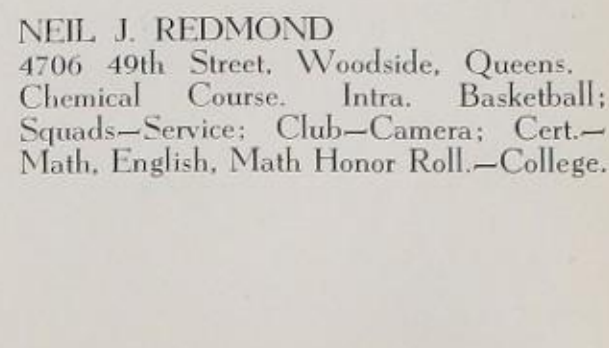 NEIL J. REDMOND
4706 49th Street, Woodside, Queens.
Chemical Course. Intra. Basketball;
Squads—Service; Club—Camera; Cert.—
Math, English, Math Honor Roll.—College.